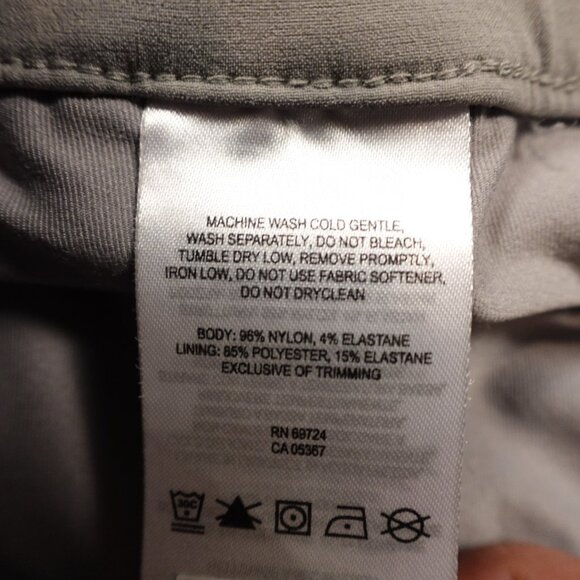 MACHINE WASH COLD GENTLE,
WASH SEPARATELY, DO NOT BLEACH,
TUMBLE DRY LOW, REMOVE PROMPTLY,
IRON LOW, DO NOT USE FABRIC SOFTENER,
DO NOT DRYCLEAN
BODY: 96% NYLON, 4% ELASTANE
LINING: 85% POLYESTER, 15% ELASTANE
EXCLUSIVE OF TRIMMING
RN 69724
CA 05367
30C